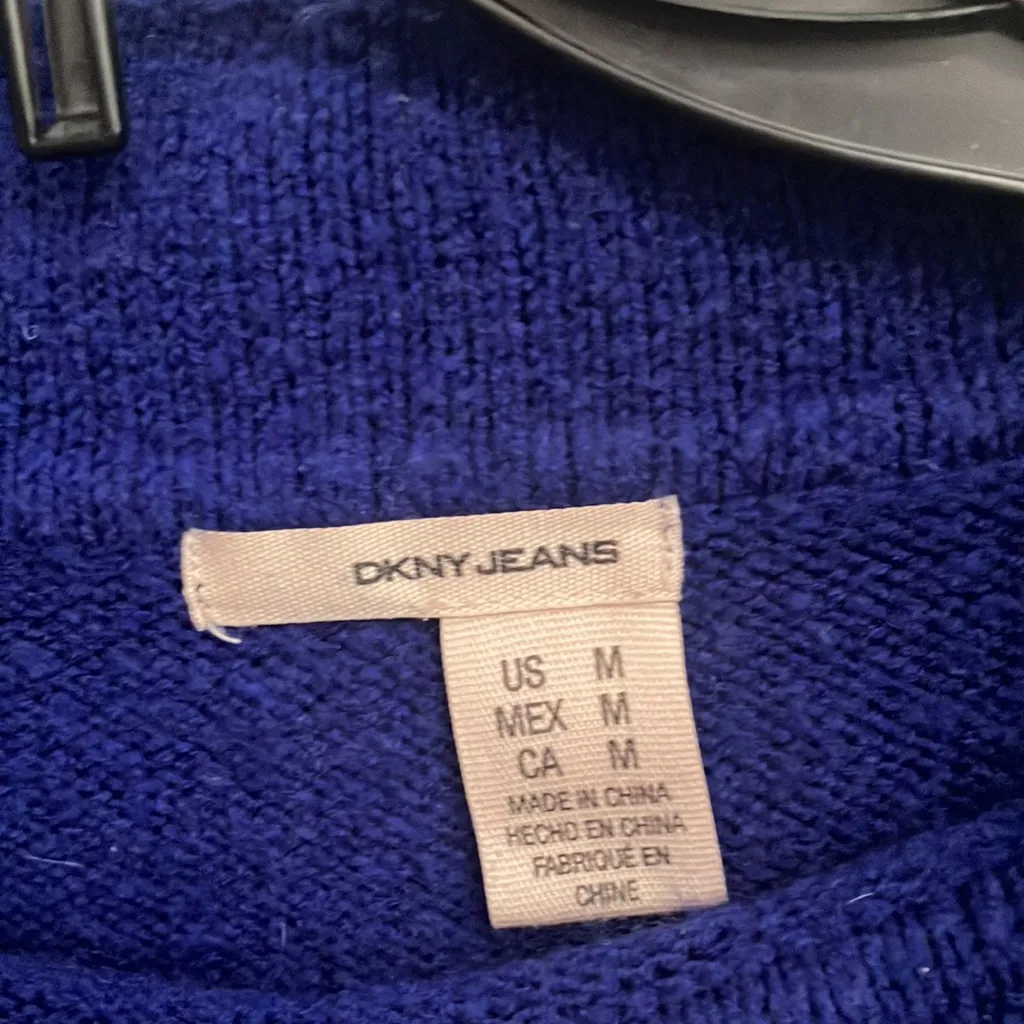 DKNY JEANS
US M
MEX M
CA M
MADE IN CHINA
HECHO EN CHINA
FABRIQUÉ EN
CHINE